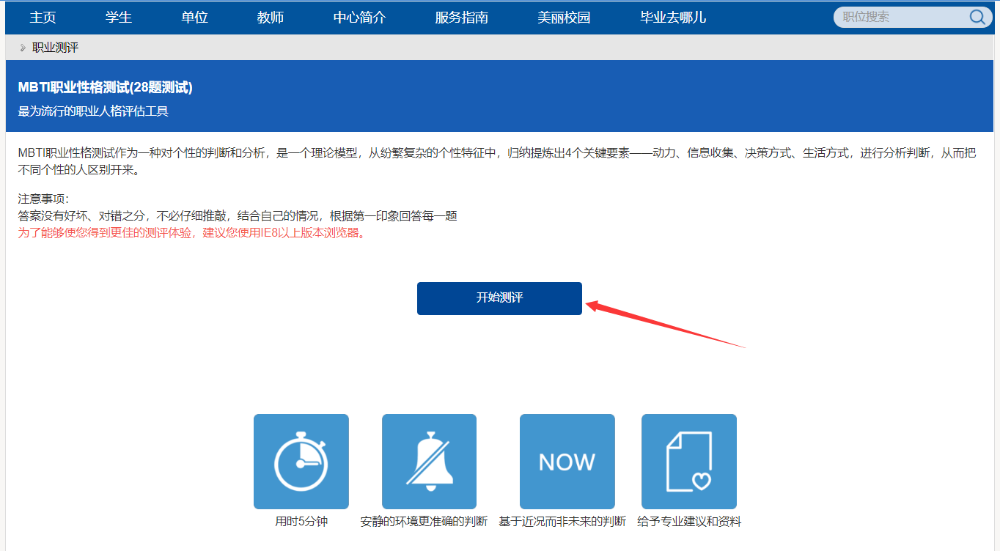 主页 学生 单位 教师 中心简介 服务指南 美丽校园 毕业去哪儿 职位搜索
职业测评
MBTI职业性格测试(28题测试)
最为流行的职业人格评估工具
MBTI职业性格测试作为一种对个性的判断和分析，是一个理论模型，从纷繁复杂的个性特征中，归纳提炼出4个关键要素——动力、信息收集、决策方式、生活方式，进行分析判断，从而把
不同个性的人区别开来。
注意事项：
答案没有好坏、对错之分，不必仔细推敲，结合自己的情况，根据第一印象回答每一题
为了能够使您得到更佳的测评体验，建议您使用IE8以上版本浏览器。
开始测评
NOW
用时5分钟 安静的环境更准确的判断 基于近况而非未来的判断 给予专业建议和资料